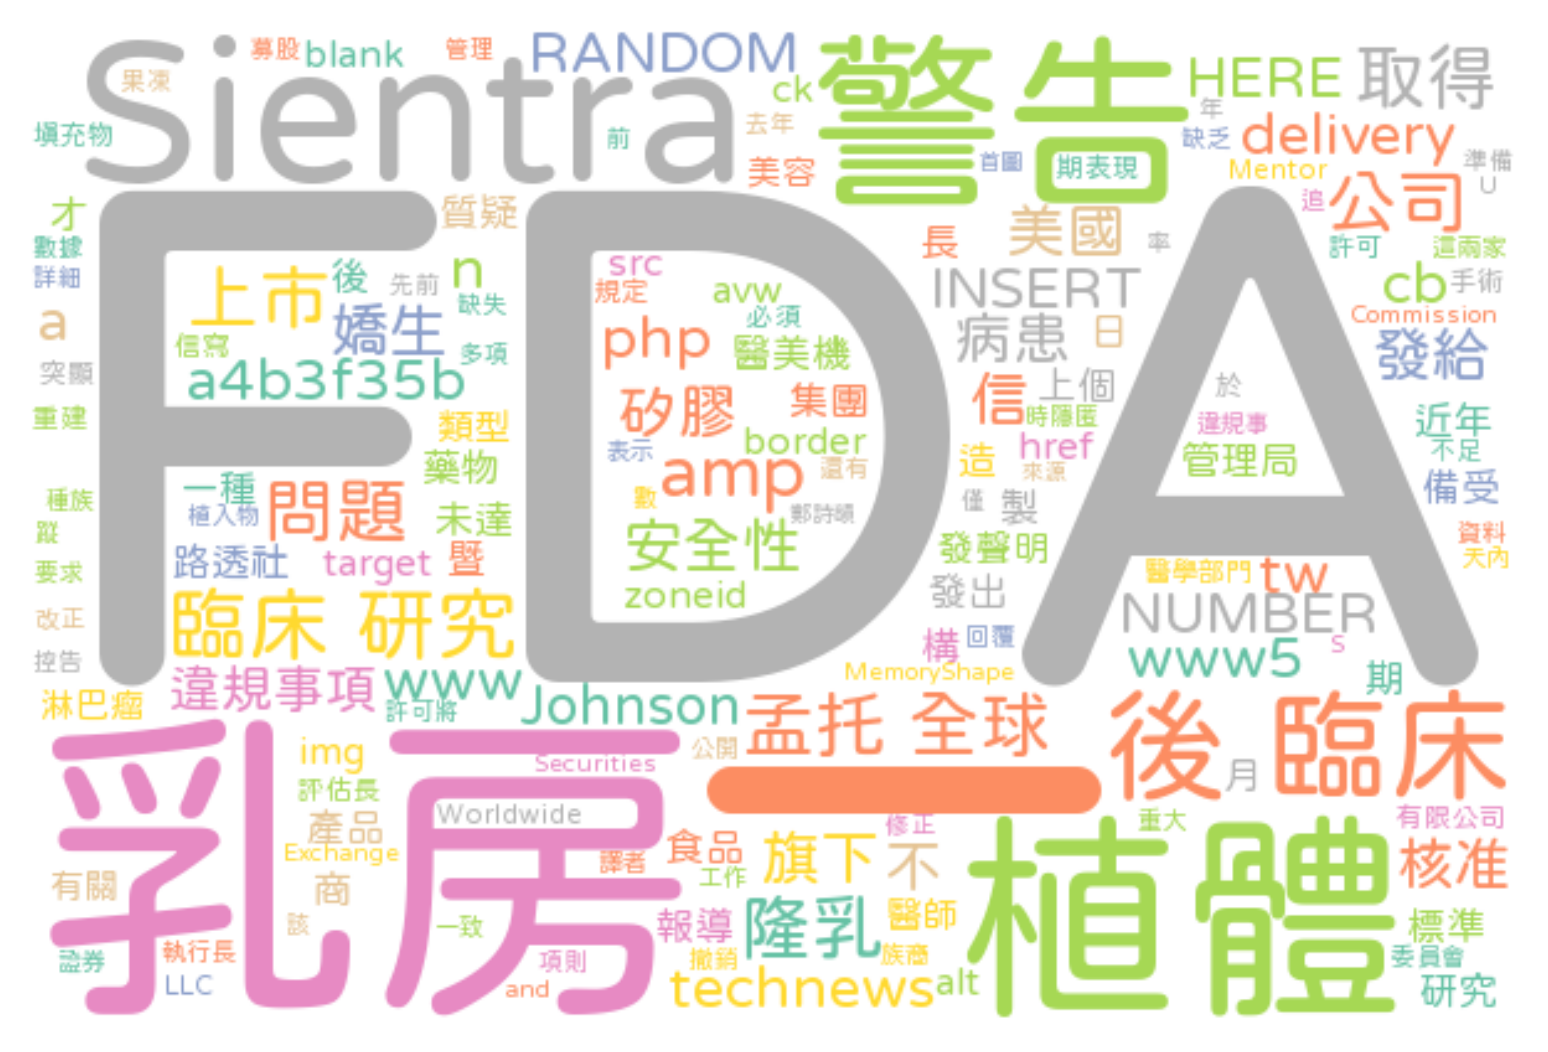 Sientra
果凍
募股
blank
管理
RANDOM
ck
警告
HERE
取得
填充物
前
去年
美容
首圖
期表現
年
缺乏
delivery
Mentor
準備
U
才
數據
詳細
質疑
FDA
長
美國
率
追
公司
許可
這兩家
上市
後
先前
n
缺失
src
規定
avw
必須
INSERT
cb
手術
Commission
a
信寫
嬌生
多項
php
醫美機
病患
日
發給
突顯
a4b3f35b
矽膠
集團
信
上個
時隱匿
於
重建
類型
表示
border
造
href
違規事
近年
不足
藥物
amp
還有
來源
管理局
種族
一種
植入物
問題
未達
數
鄭詩頤
僅
製
備受
蹤
安全性
發聲明
資料
天內
要求
路透社
target
暨
zoneid
發出
醫學部門
tw
改正
臨床 研究
構
回覆
NUMBER
S
控告
違規事項
www
MemoryShape
www5
期
淋巴瘤
許可將
Johnson
孟托 全球
後 臨床
乳房
img
Securities
公開
一
月
評估長
Worldwide
產品
Exchange
譯者
食品
工作
旗下
修正
不
植體
重大
有限公司
核准
有關
商
該
一致
報導
隆乳
醫師
標準
證券
執行長
LLC
項則
and
撤銷
族裔
technews
alt
委員會
研究